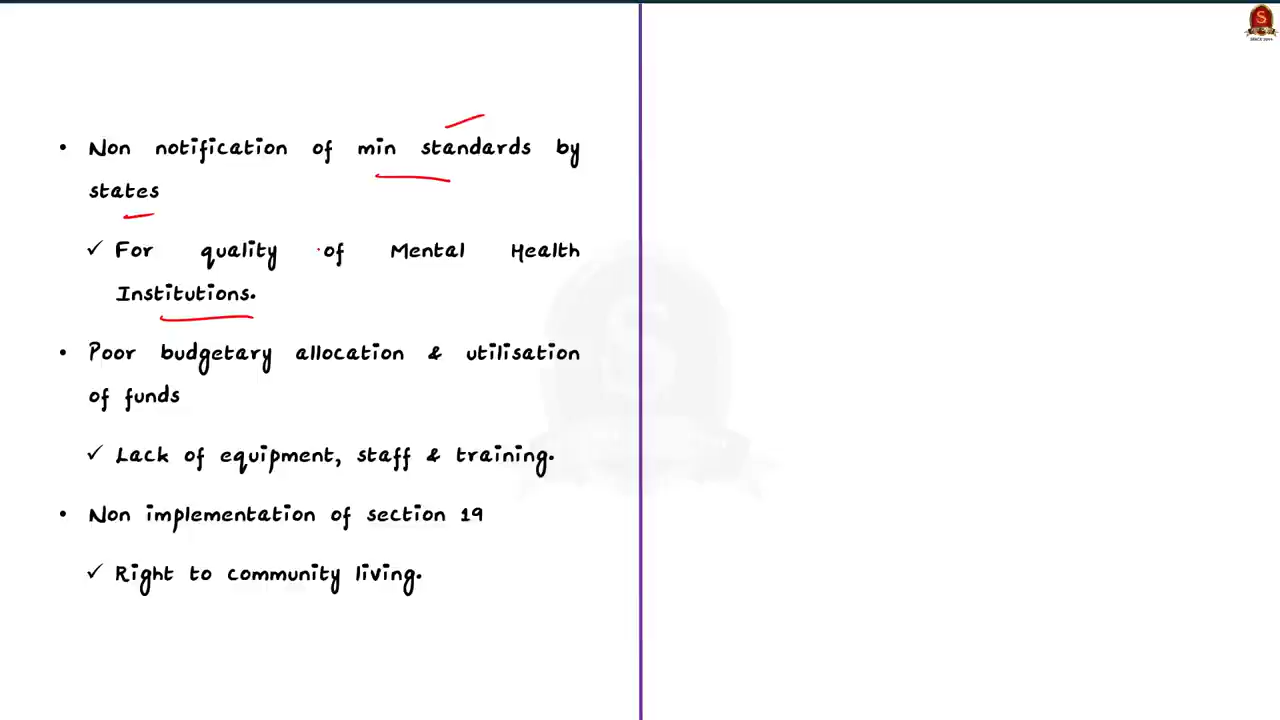 • Non notification of min standards by
states
✓ For quality of Mental Health
Institutions.
• Poor budgetary allocation & utilisation
of funds
✓ Lack of equipment, staff & training.
• Non implementation of section 19
✓ Right to community living.
S